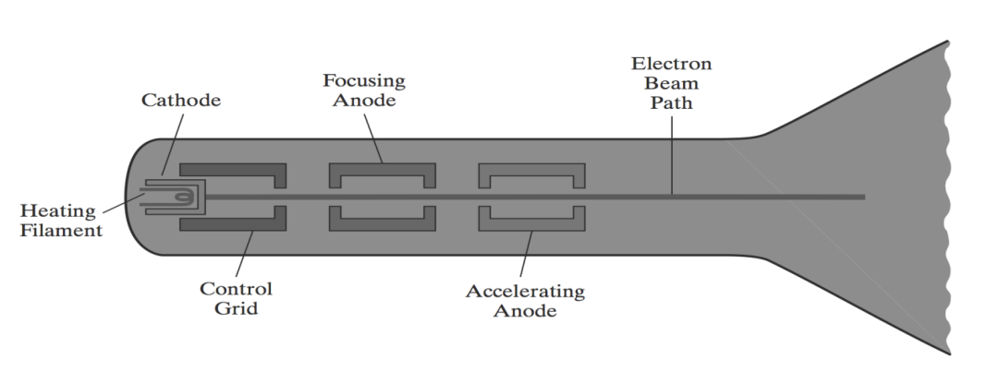 Electron
Beam
Path
Focusing
Anode
Cathode
Heating
Filament
Control
Grid
Accelerating
Anode